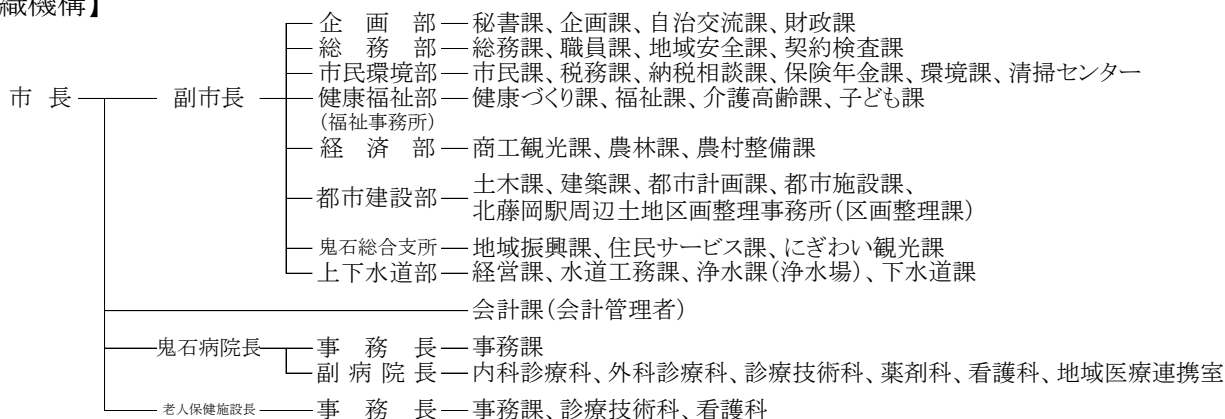 織機構】
企画部 秘書課、企画課、自治交流課、財政課
総務部 総務課、職員課、地域安全課、契約検査課
市民環境部 市民課、税務課、納税相談課、保険年金課、環境課、清掃センター
市長 副市長 健康福祉部 健康づくり課、福祉課、介護高齢課、子ども課
(福祉事務所)
経済部 商工観光課、農林課、農村整備課
都市建設部 土木課、建築課、都市計画課、都市施設課、
北藤岡駅周辺土地区画整理事務所(区画整理課)
鬼石総合支所 地域振興課、住民サービス課、にぎわい観光課
上下水道部 経営課、水道工務課、浄水課(浄水場)、下水道課
会計課(会計管理者)
鬼石病院長 事務長 事務課
副病院長 内科診療科、外科診療科、診療技術科、薬剤科、看護科、地域医療連携室
老人保健施設長 事務長 事務課、診療技術科、看護科